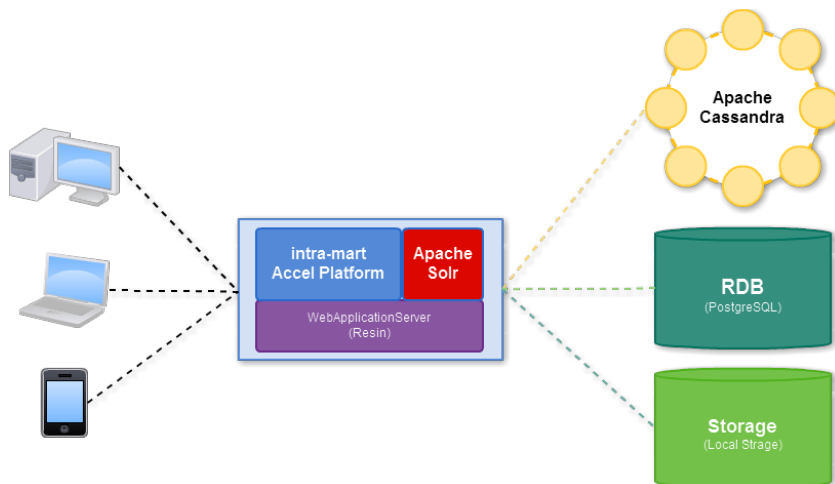 Apache
Cassandra
intra-mart
Accel Platform
Apache
Solr
WebApplicationServer
(Resin)
RDB
(PostgreSQL)
Storage
(Local Strage)